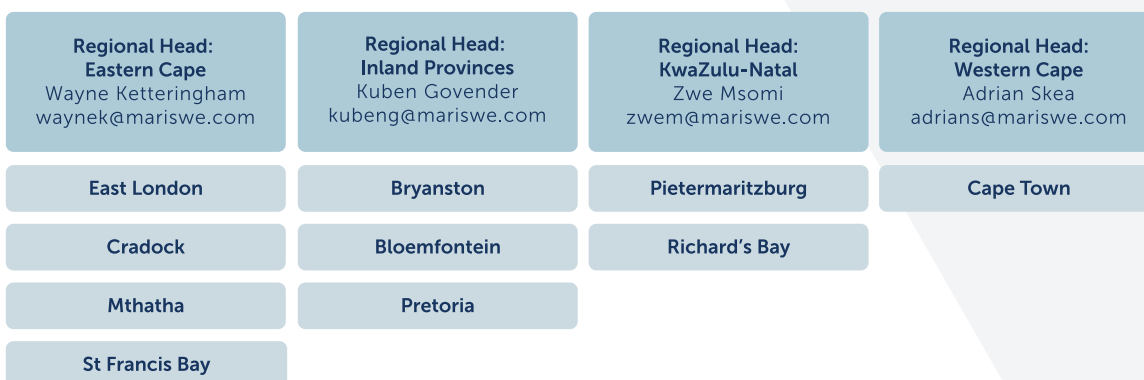 Regional Head:
Eastern Cape
Wayne Ketteringham
waynek@mariswe.com
East London
Cradock
Mthatha
St Francis Bay
Regional Head:
Inland Provinces
Kuben Govender
kubeng@mariswe.com
Bryanston
Bloemfontein
Pretoria
Regional Head:
KwaZulu-Natal
Zwe Msomi
zwem@mariswe.com
Pietermaritzburg
Richard’s Bay
Regional Head:
Western Cape
Adrian Skea
adrians@mariswe.com
Cape Town